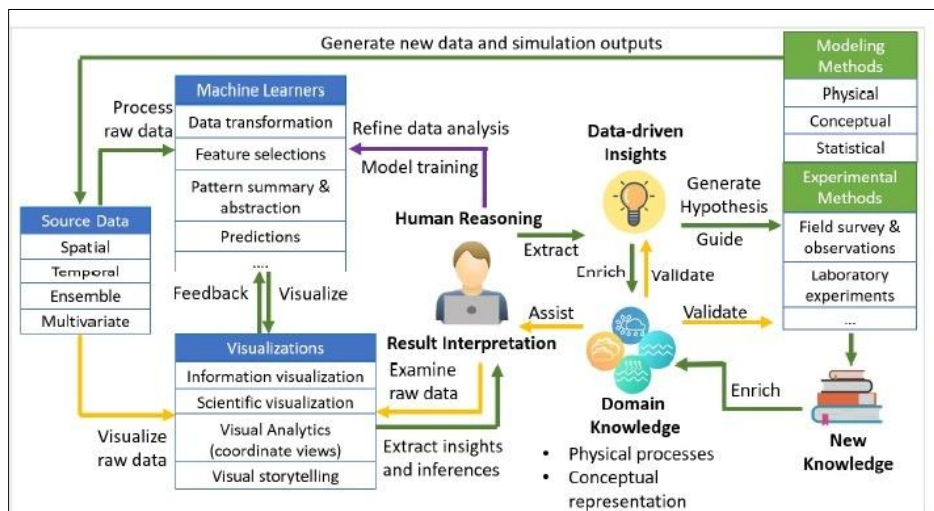 Generate new data and simulation outputs
Modeling
Methods
Physical
Conceptual
Statistical
Machine Learners
Data transformation
Feature selections
Pattern summary &
abstraction
Predictions
....
Process
raw data
Refine data analysis
Model training
Data-driven
Insights
Generate
Hypothesis
Guide
Experimental
Methods
Field survey &
observations
Laboratory
experiments
...
Source Data
Spatial
Temporal
Ensemble
Multivariate
Human Reasoning
Extract
Enrich
Validate
Feedback
Visualize
Assist
Validate
Result Interpretation
Visualizations
Information visualization
Scientific visualization
Visual Analytics
(coordinate views)
Visual storytelling
Examine
raw data
Visualize
raw data
Extract insights
and inferences
Domain
Knowledge
• Physical processes
• Conceptual
representation
Enrich
New
Knowledge